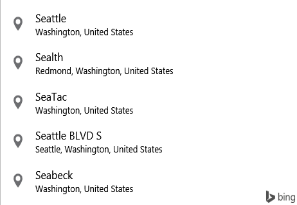 Seattle
Washington, United States
Sealth
Redmond, Washington, United States
SeaTac
Washington, United States
Seattle BLVD S
Seattle, Washington, United States
Seabeck
Washington, United States
bing